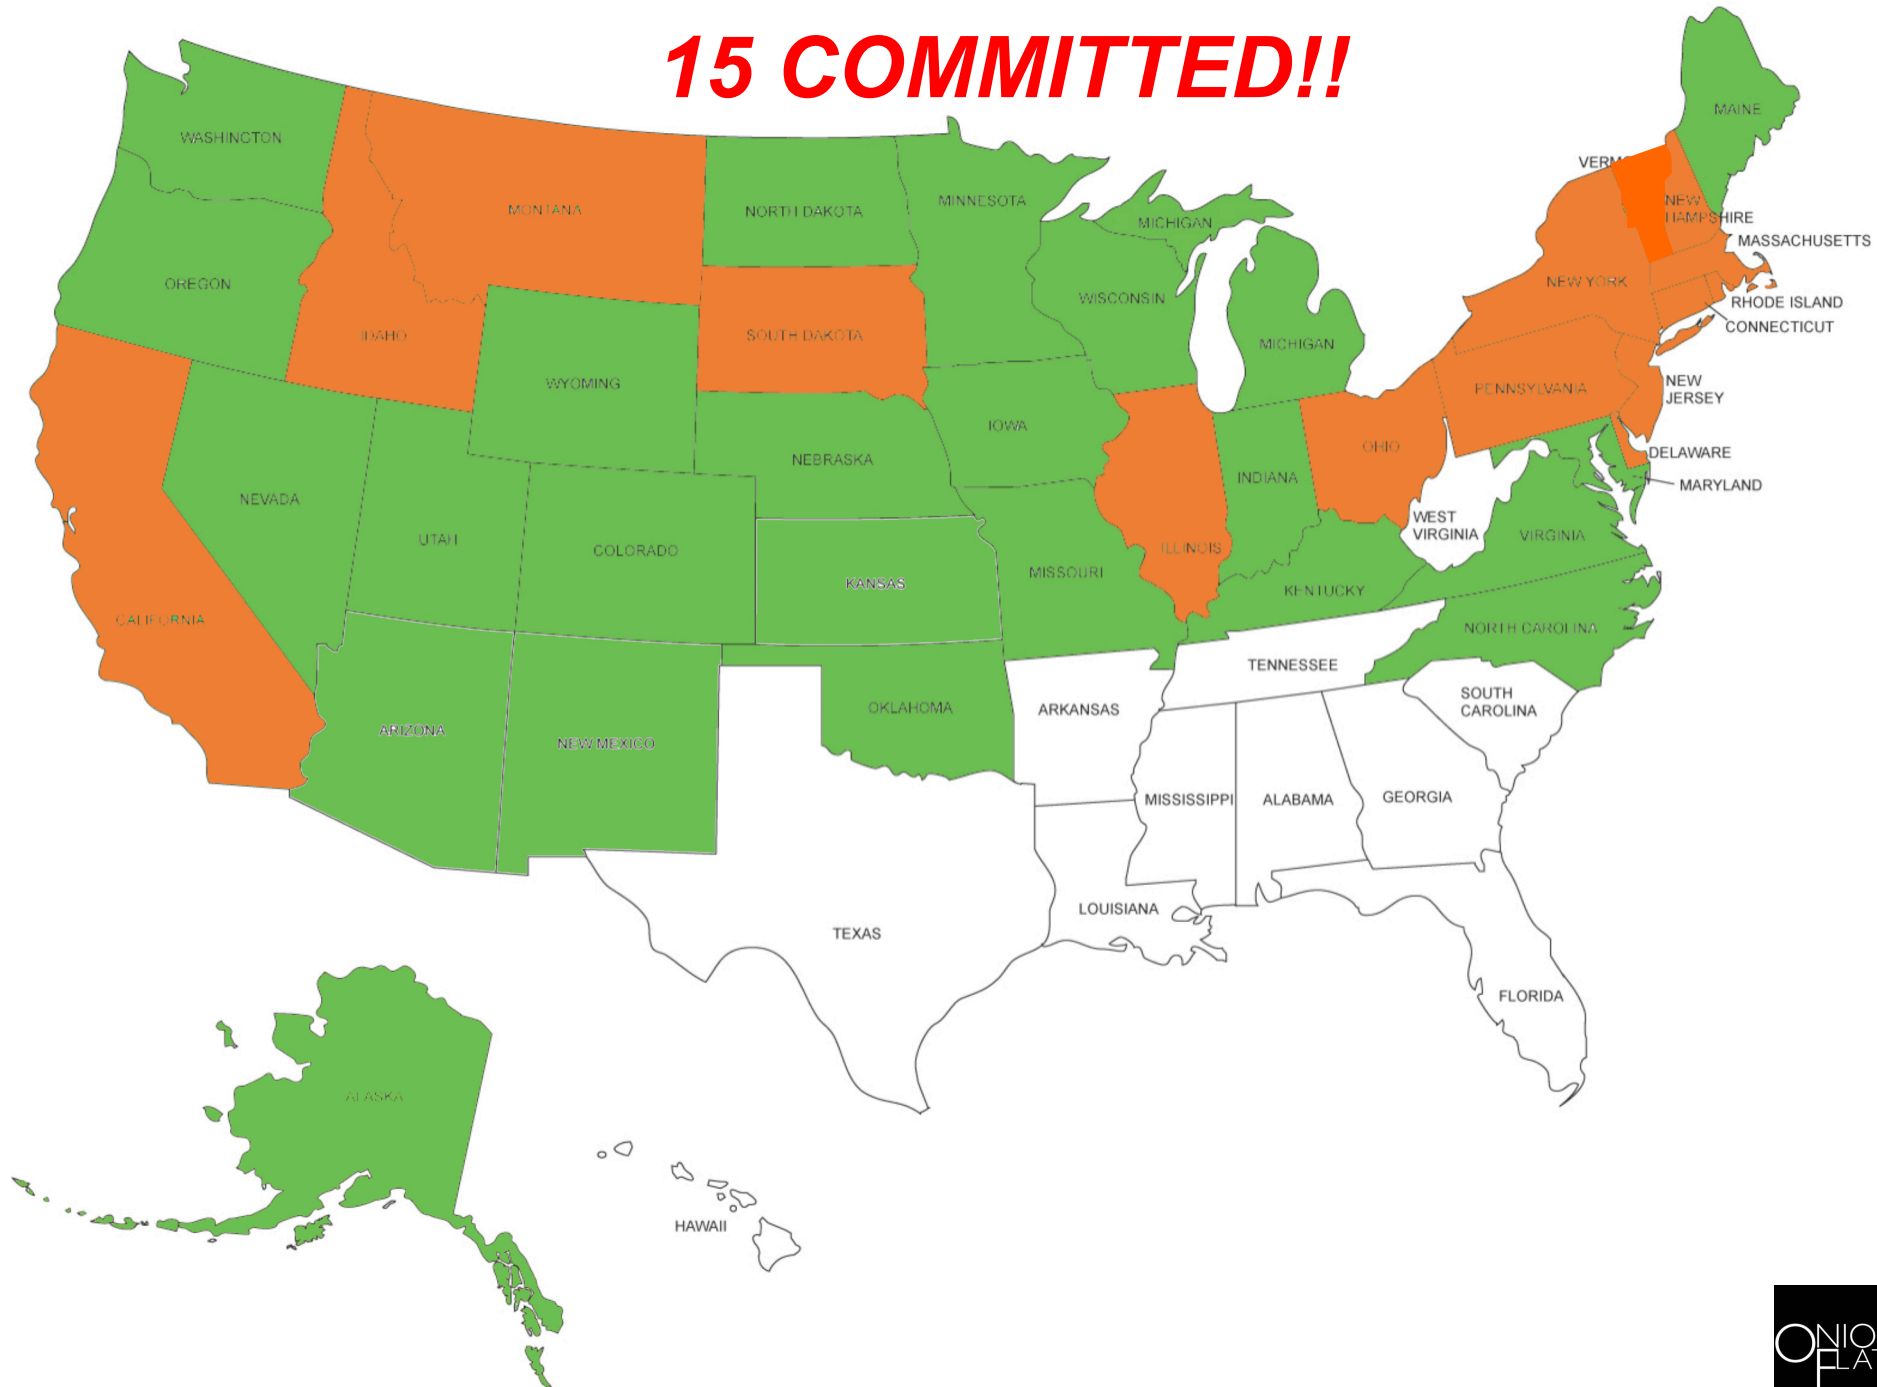 15 COMMITTED!!
MAINE
WASHINGTON
MONTANA
NORTH DAKOTA
MINNESOTA
MICHIGAN
NEW
HAMPSHIRE
MASSACHUSETTS
OREGON
IDAHO
SOUTH DAKOTA
WISCONSIN
NEW YORK
RHODE ISLAND
CONNECTICUT
MICHIGAN
WYOMING
PENNSYLVANIA
NEW
JERSEY
IOWA
OHIO
DELAWARE
NEBRASKA
INDIANA
MARYLAND
NEVADA
UTAH
COLORADO
ILLINOIS
WEST
VIRGINIA
VIRGINIA
KANSAS
MISSOURI
KENTUCKY
CALIFORNIA
NORTH CAROLINA
TENNESSEE
ARIZONA
NEW MEXICO
OKLAHOMA
ARKANSAS
SOUTH
CAROLINA
MISSISSIPPI
ALABAMA
GEORGIA
LOUISIANA
TEXAS
FLORIDA
ALASKA
HAWAII